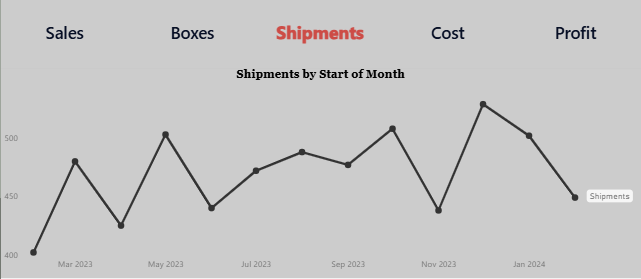 Sales Boxes Shipments Cost Profit
Shipments by Start of Month
500
450
Shipments
400
Mar 2023 May 2023 Jul 2023 Sep 2023 Nov 2023 Jan 2024